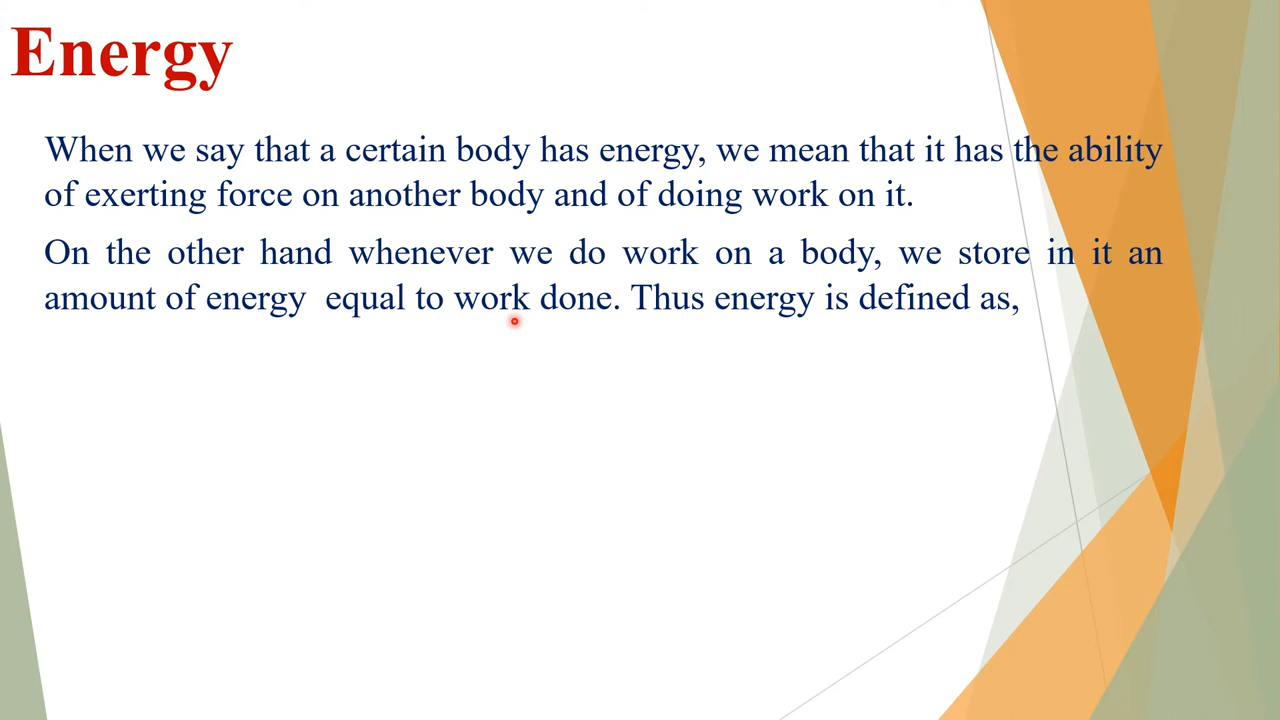 Energy
When we say that a certain body has energy, we mean that it has the ability
of exerting force on another body and of doing work on it.
On the other hand whenever we do work on a body, we store in it an
amount of energy equal to work done. Thus energy is defined as,